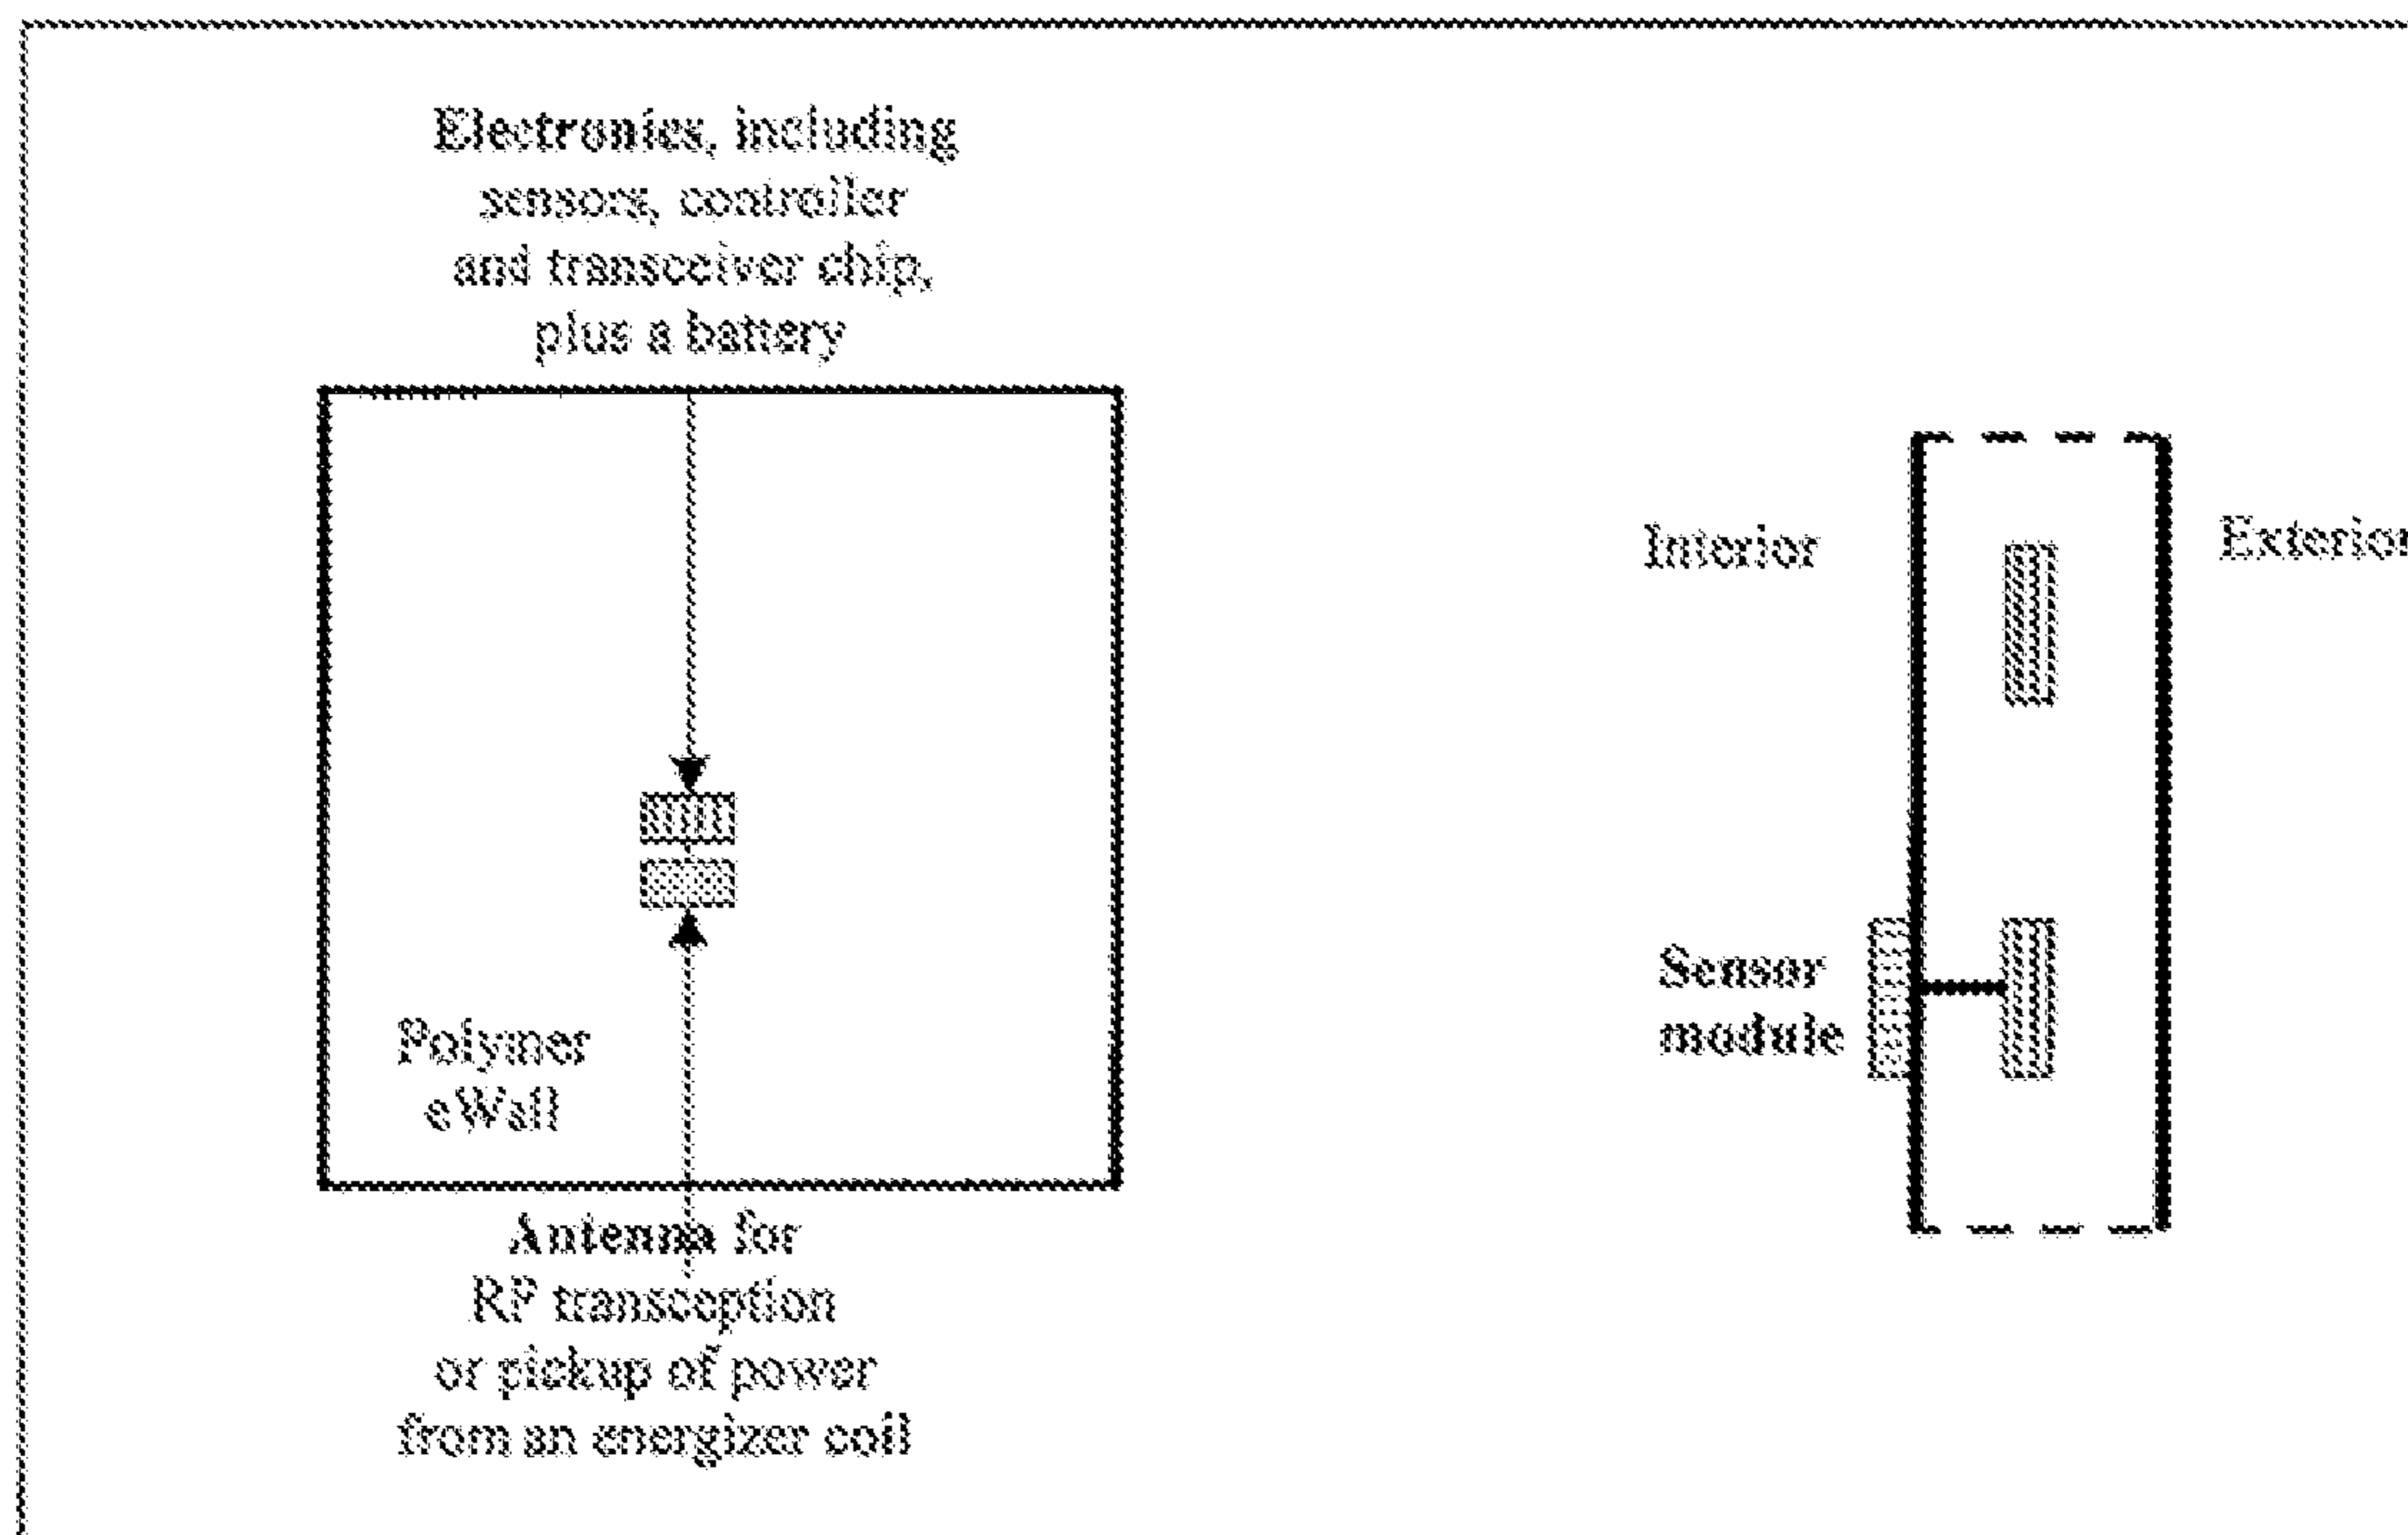 Electronics, including
sensors, controller
and transceiver chip,
plus a battery
Interior
Exterior
Sensor
module
Polymer
eWall
Antenna for
RF transception
or pickup of power
from an energizer coil